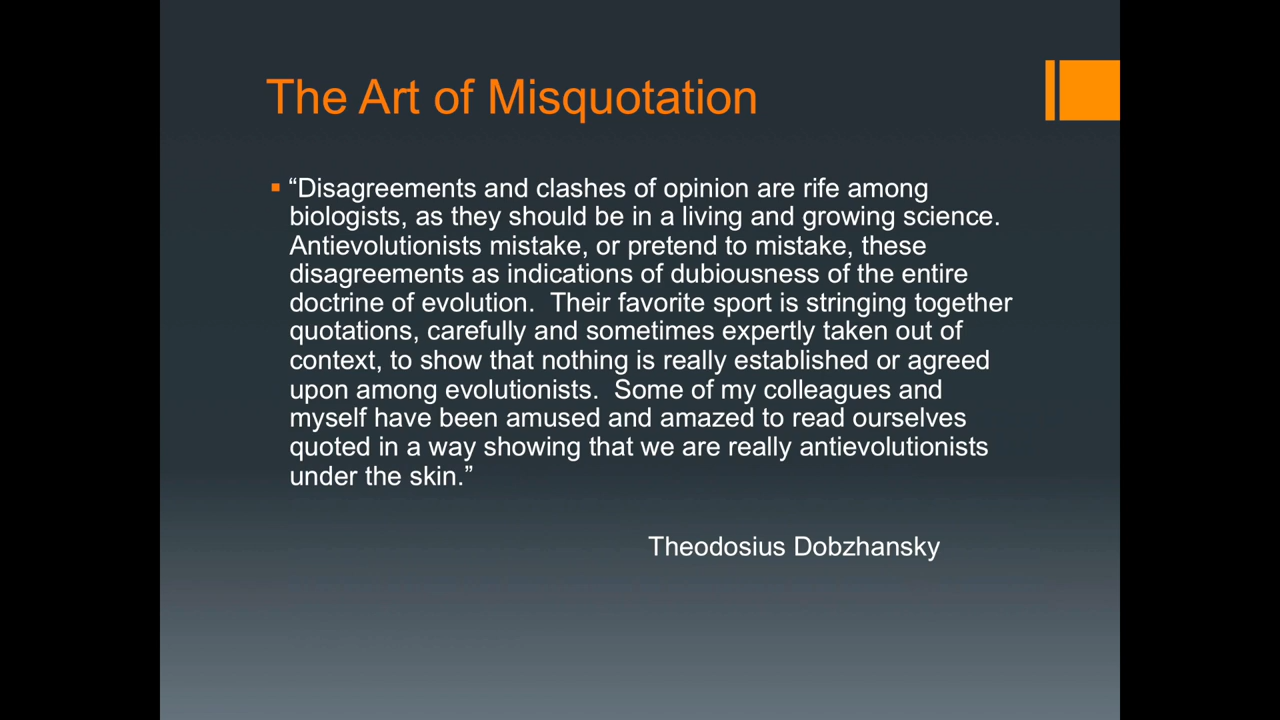 The Art of Misquotation
“Disagreements and clashes of opinion are rife among
biologists, as they should be in a living and growing science.
Antievolutionists mistake, or pretend to mistake, these
disagreements as indications of dubiousness of the entire
doctrine of evolution.  Their favorite sport is stringing together
quotations, carefully and sometimes expertly taken out of
context, to show that nothing is really established or agreed
upon among evolutionists.  Some of my colleagues and
myself have been amused and amazed to read ourselves
quoted in a way showing that we are really antievolutionists
under the skin.”
Theodosius Dobzhansky